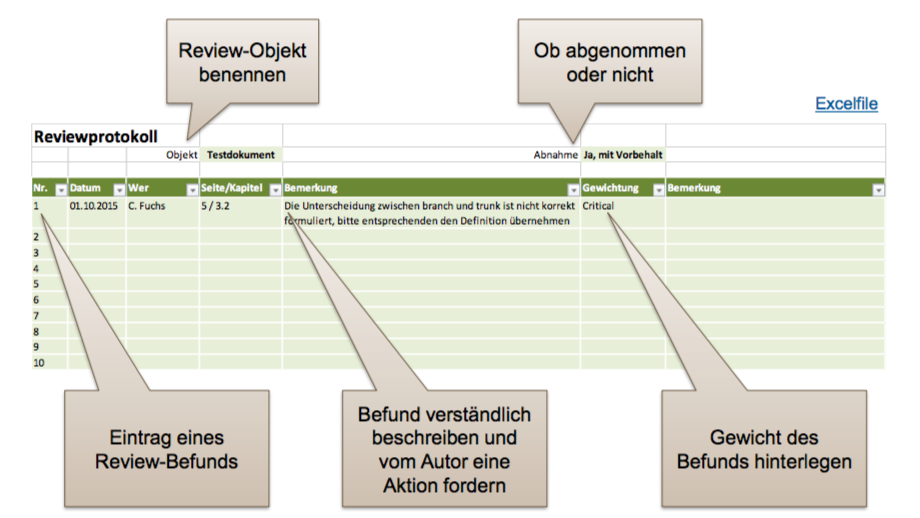 Review-Objekt
benennen
Ob abgenommen
oder nicht
Excelfile
Reviewprotokoll
Objekt Testdokument Abnahme Ja, mit Vorbehalt
Nr. Datum Wer Seite/Kapitel Bemerkung Gewichtung Bemerkung
1 01.10.2015 C. Fuchs 5 / 3.2 Die Unterscheidung zwischen branch und trunk ist nicht korrekt Critical
formuliert, bitte entsprechenden den Definition übernehmen
2
3
4
5
6
7
8
9
10
Eintrag eines
Review-Befunds
Befund verständlich
beschreiben und
vom Autor eine
Aktion fordern
Gewicht des
Befunds hinterlegen